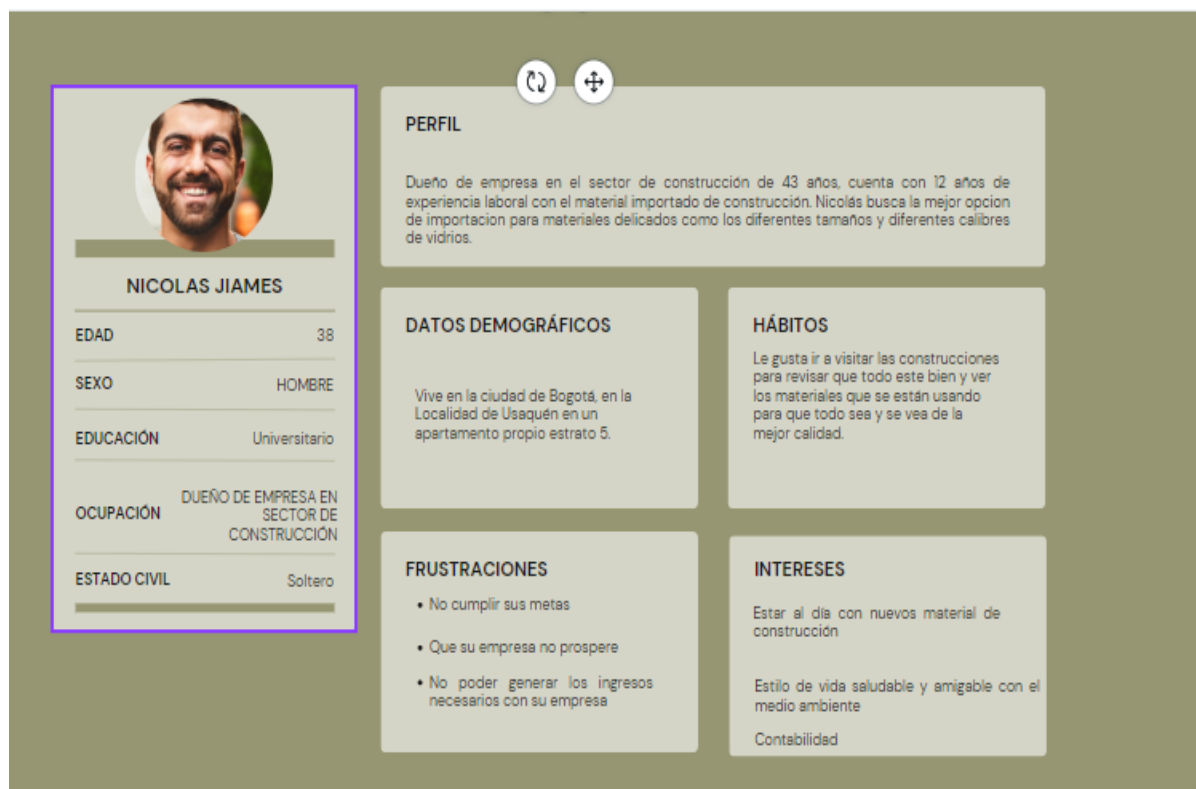 NICOLAS JIAMES
EDAD 38
SEXO HOMBRE
EDUCACIÓN Universitario
OCUPACIÓN DUEÑO DE EMPRESA EN
SECTOR DE
CONSTRUCCIÓN
ESTADO CIVIL Soltero
PERFIL
Dueño de empresa en el sector de construcción de 43 años, cuenta con 12 años de
experiencia laboral con el material importado de construcción. Nicolás busca la mejor opcion
de importacion para materiales delicados como los diferentes tamaños y diferentes calibres
de vidrios.
DATOS DEMOGRÁFICOS
Vive en la ciudad de Bogotá, en la
Localidad de Usaquén en un
apartamento propio estrato 5.
HÁBITOS
Le gusta ir a visitar las construcciones
para revisar que todo este bien y ver
los materiales que se están usando
para que todo sea y se vea de la
mejor calidad.
FRUSTRACIONES
• No cumplir sus metas
• Que su empresa no prospere
• No poder generar los ingresos
necesarios con su empresa
INTERESES
Estar al día con nuevos material de
construcción
Estilo de vida saludable y amigable con el
medio ambiente
Contabilidad